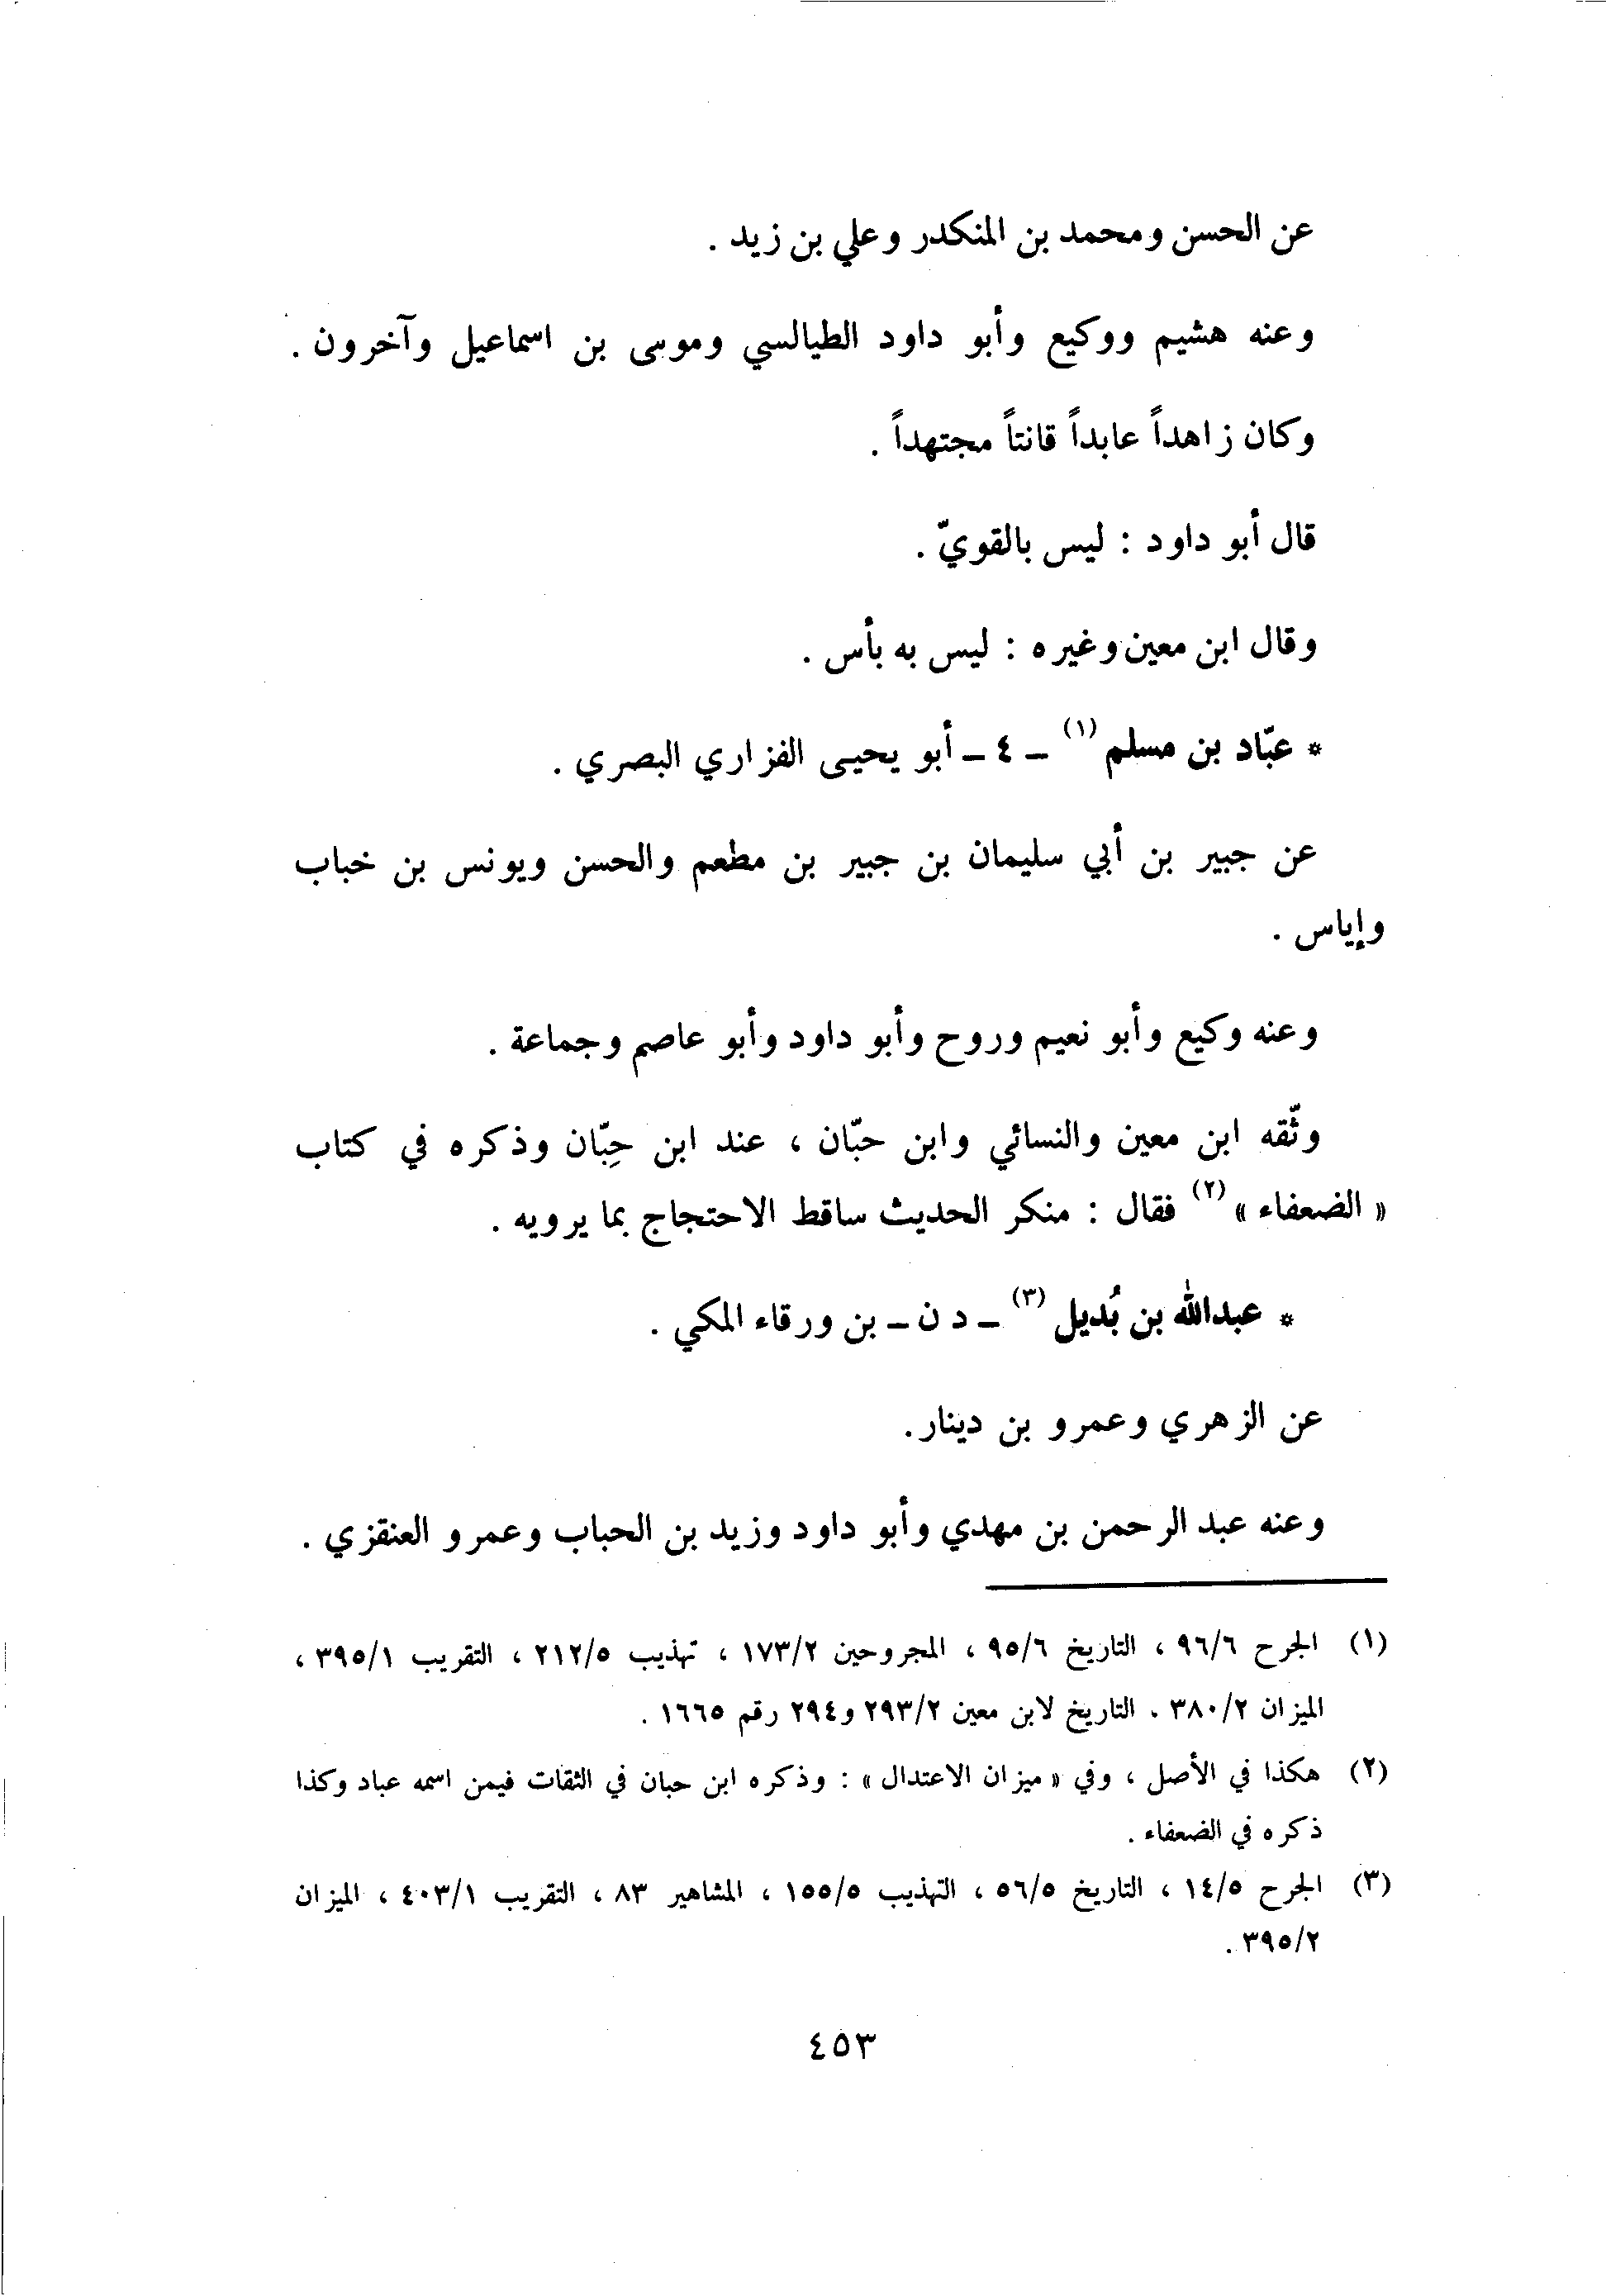 عن الحسن ومحمد بن المنكدر وعلي بن زيد .
وعنه هشيم ووكيع وأبو داود الطيالسي وموسى بن اسماعيل وآخرون .
وكان زاهداً عابداً قانتاً مجتهداً .
قال أبو داود : ليس بالقويّ .
وقال ابن معين وغيره : ليس به بأس .
* عبّاد بن مسلم (١) ـ ٤ ـ أبو يحيى الفزاري البصري .
عن جبير بن أبي سليمان بن جبير بن مطعم والحسن ويونس بن خباب
وإياس .
وعنه وكيع وأبو نعيم وروح وأبو داود وأبو عاصم وجماعة .
وثّقه ابن معين والنسائي وابن حبّان ، عند ابن حِبّان وذكره في كتاب
« الضعفاء » (٢) فقال : منكر الحديث ساقط الاحتجاج بما يرويه .
* عبدالله بن بُديل (٣) ـ د ن ـ بن ورقاء المكي .
عن الزهري وعمرو بن دينار.
وعنه عبد الرحمن بن مهدي وأبو داود وزيد بن الحباب وعمرو العنقزي .
(١) الجرح ٩٦/٦ ، التاريخ ٩٥/٦ ، المجروحين ١٧٣/٢ ، تهذيب ٢١٢/٥ ، التقريب ٣٩٥/١ ،
الميزان ٣٨٠/٢ . التاريخ لابن معين ٢٩٣/٢ و٢٩٤ رقم ١٦٦٥ .
(٢) هكذا في الأصل ، وفي « ميزان الاعتدال » : وذكره ابن حبان في الثقات فيمن اسمه عباد وكذا
ذكره في الضعفاء .
(٣) الجرح ١٤/٥ ، التاريخ ٥٦/٥ ، التهذيب ١٥٥/٥ ، المشاهير ٨٣ ، التقريب ٤٠٣/١ ، الميزان
٣٩٥/٢ .
٤٥٣